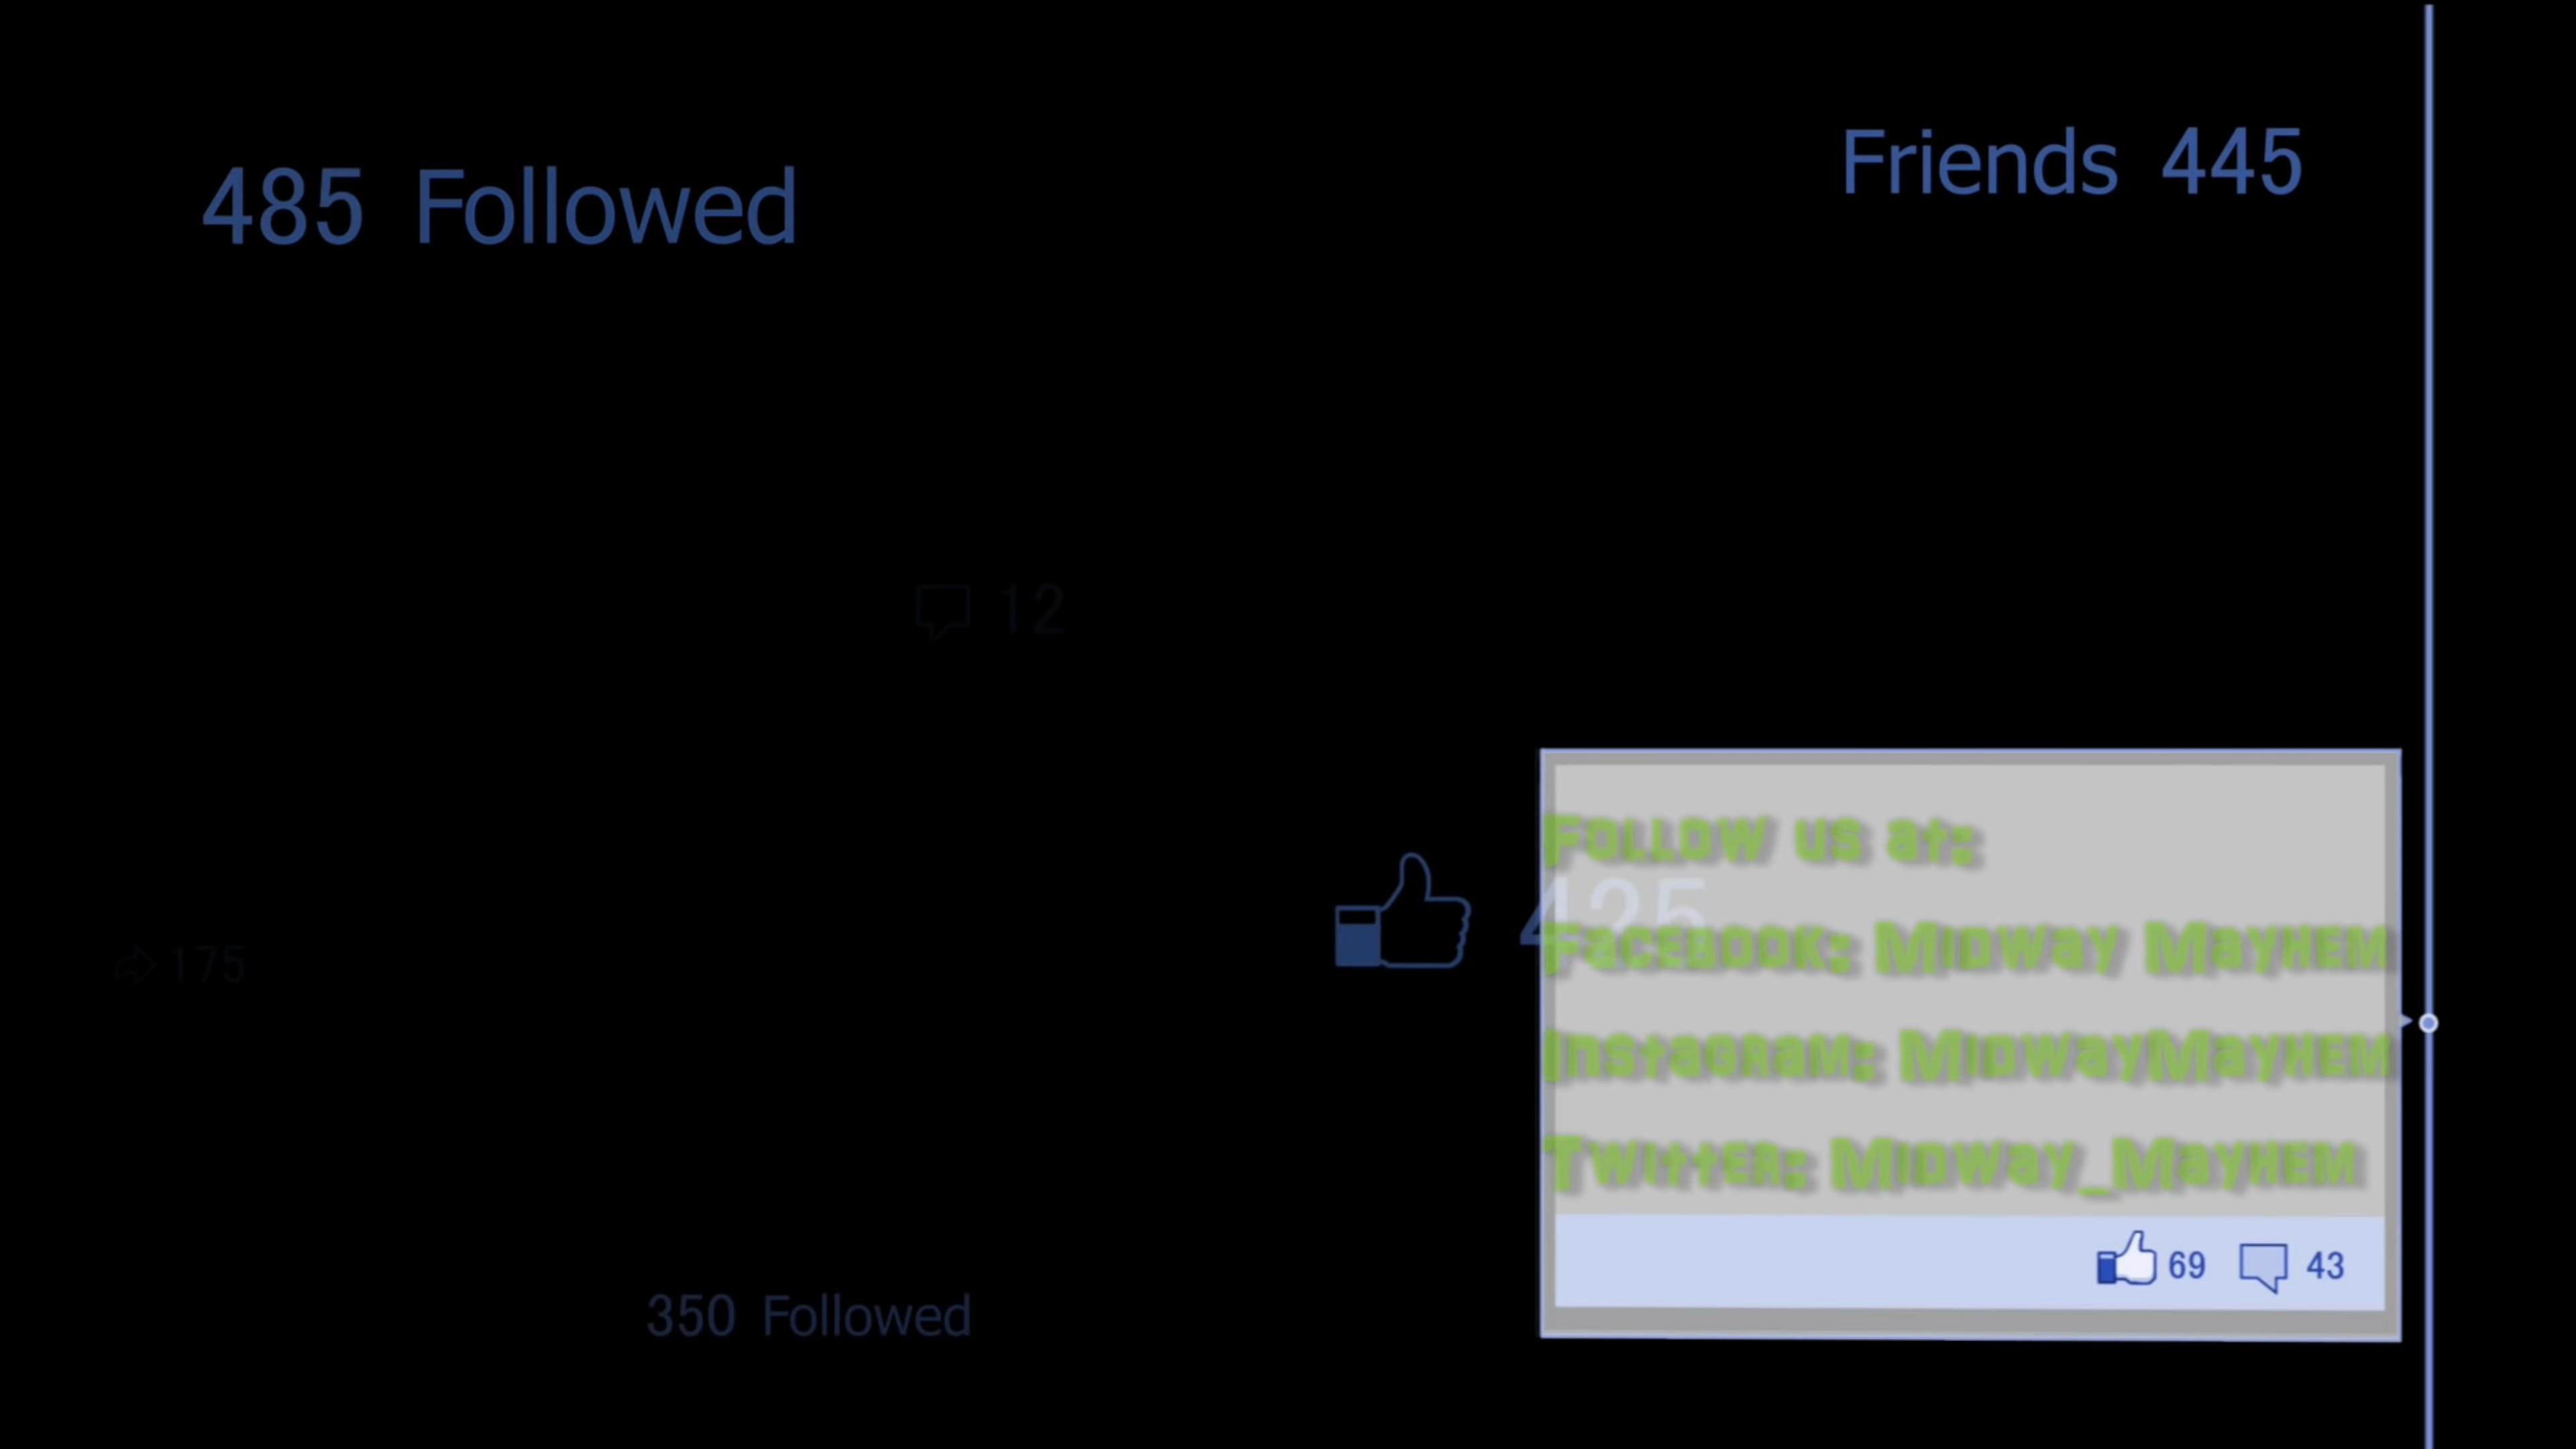 485 Followed
Friends 445
12
425
Follow us at:
Facebook: Midway Mayhem
Instagram: MidwayMayhem
Twitter: Midway_Mayhem
175
69 43
350 Followed